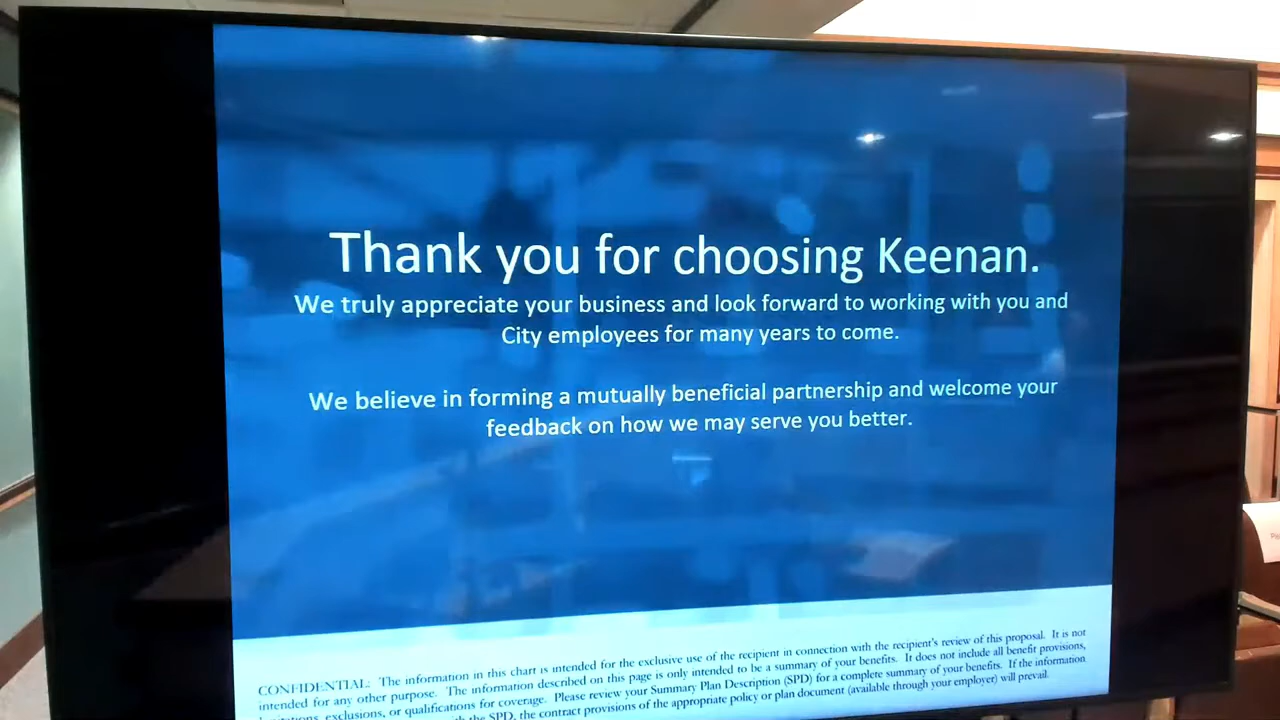 Thank you for choosing Keenan.
We truly appreciate your business and look forward to working with you and
City employees for many years to come.
We believe in forming a mutually beneficial partnership and welcome your
feedback on how we may serve you better.
CONFIDENTIAL: The information in this chart is intended for the exclusive use of the recipient in connection with the recipient's review of this proposal. It is not
intended for any other purpose. The information described on this page is only intended to be a summary of your benefits. It does not include all benefit provisions,
exclusions, or qualifications for coverage. Please review your Summary Plan Description (SPD) for a complete summary of your benefits. If the information
the SPD, the contract provisions of the appropriate policy or plan document (available through your employer) will prevail.